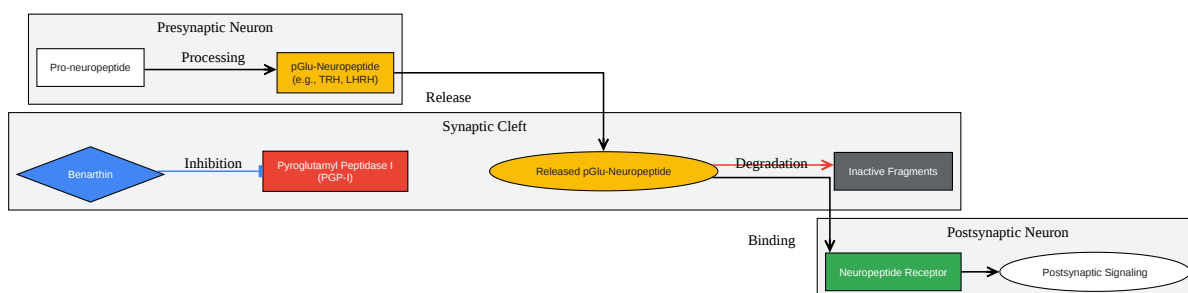 Presynaptic Neuron
Pro-neuropeptide
Processing
pGlu-Neuropeptide
(e.g., TRH, LHRH)
Release
Synaptic Cleft
Benarthin
Inhibition
Pyroglutamyl Peptidase I
(PGP-I)
Released pGlu-Neuropeptide
Degradation
Inactive Fragments
Binding
Postsynaptic Neuron
Neuropeptide Receptor
Postsynaptic Signaling